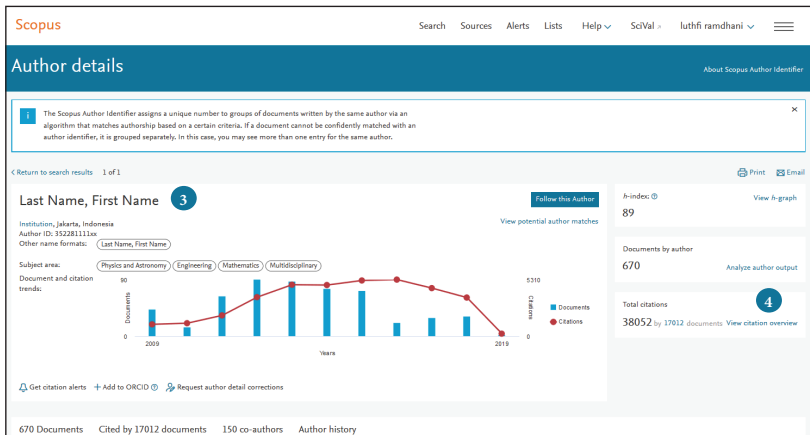 Scopus
Search Sources Alerts Lists Help SciVal luthfi ramdhani
Author details
About Scopus Author Identifier
i
The Scopus Author Identifier assigns a unique number to groups of documents written by the same author via an
algorithm that matches authorship based on a certain criteria. If a document cannot be confidently matched with an
author identifier, it is grouped separately. In this case, you may see more than one entry for the same author.
Return to search results 1 of 1
Print Email
Last Name, First Name 3
Follow this Author
View potential author matches
Institution, Jakarta, Indonesia
Author ID: 352281111xx
Other name formats: Last Name, First Name
Subject area: Physics and Astronomy Engineering Mathematics Multidisciplinary
Document and citation
trends:
90
Documents
0
2009
Years
2019
5310
Citations
0
Documents
Citations
Get citation alerts + Add to ORCID Request author detail corrections
h-index:
View h-graph
89
Documents by author
670
Analyze author output
Total citations
4
38052 by 17012 documents View citation overview
670 Documents Cited by 17012 documents 150 co-authors Author history